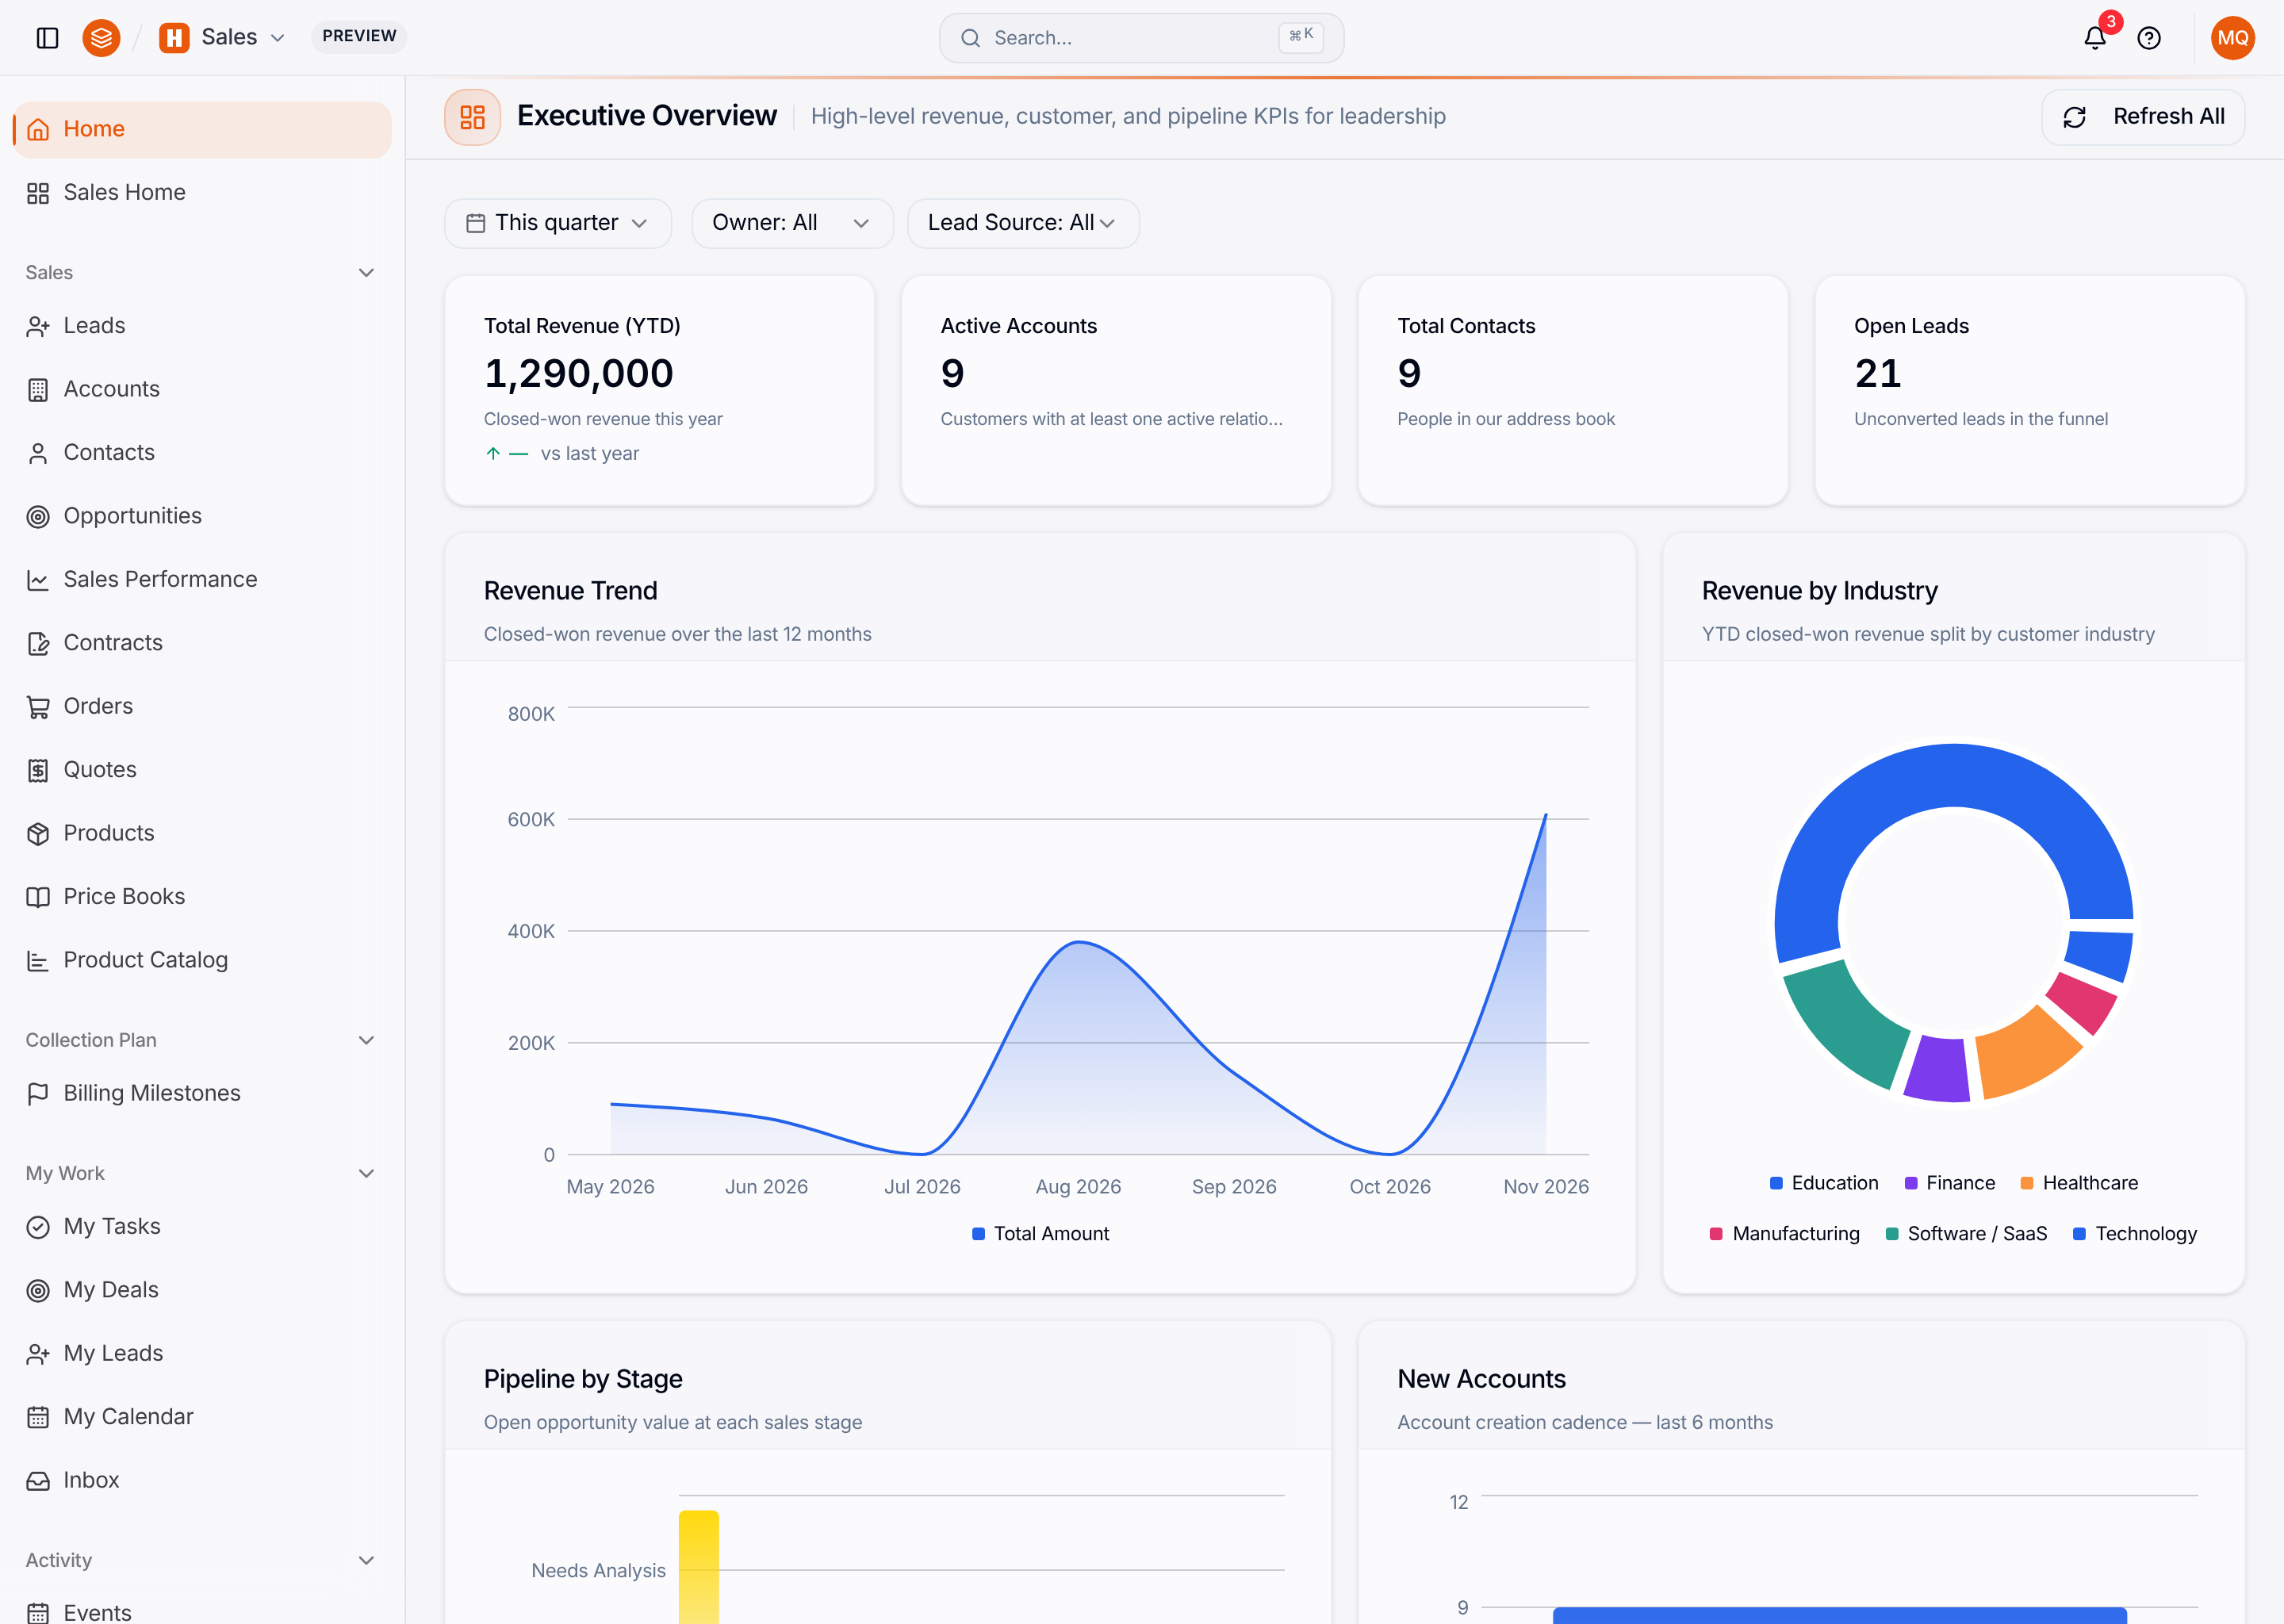 H Sales PREVIEW
Search... ⌘K
3
MQ
Home
Sales Home
Sales
Leads
Accounts
Contacts
Opportunities
Sales Performance
Contracts
Orders
Quotes
Products
Price Books
Product Catalog
Collection Plan
Billing Milestones
My Work
My Tasks
My Deals
My Leads
My Calendar
Inbox
Activity
Events
Executive Overview
High-level revenue, customer, and pipeline KPIs for leadership
Refresh All
This quarter
Owner: All
Lead Source: All
Total Revenue (YTD)
1,290,000
Closed-won revenue this year
↑ — vs last year
Active Accounts
9
Customers with at least one active relatio...
Total Contacts
9
People in our address book
Open Leads
21
Unconverted leads in the funnel
Revenue Trend
Closed-won revenue over the last 12 months
800K
600K
400K
200K
0
May 2026 Jun 2026 Jul 2026 Aug 2026 Sep 2026 Oct 2026 Nov 2026
Total Amount
Revenue by Industry
YTD closed-won revenue split by customer industry
Education Finance Healthcare
Manufacturing Software / SaaS Technology
Pipeline by Stage
Open opportunity value at each sales stage
Needs Analysis
New Accounts
Account creation cadence — last 6 months
12
9